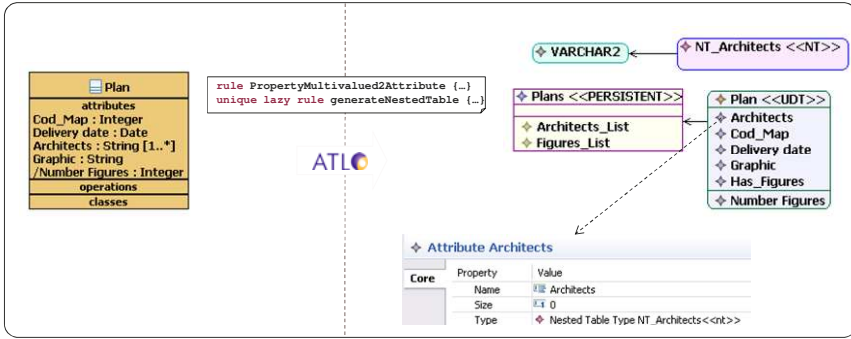 Plan
attributes
Cod_Map : Integer
Delivery date : Date
Architects : String [1..*]
Graphic : String
/Number Figures : Integer
operations
classes
rule PropertyMultivalued2Attribute {…}
unique lazy rule generateNestedTable {…}
ATL
VARCHAR2
NT_Architects <<NT>>
Plans <<PERSISTENT>>
Architects_List
Figures_List
Plan <<UDT>>
Architects
Cod_Map
Delivery date
Graphic
Has_Figures
Number Figures
Attribute Architects
Core
Property Value
Name Architects
Size 0
Type Nested Table Type NT_Architects<<nt>>